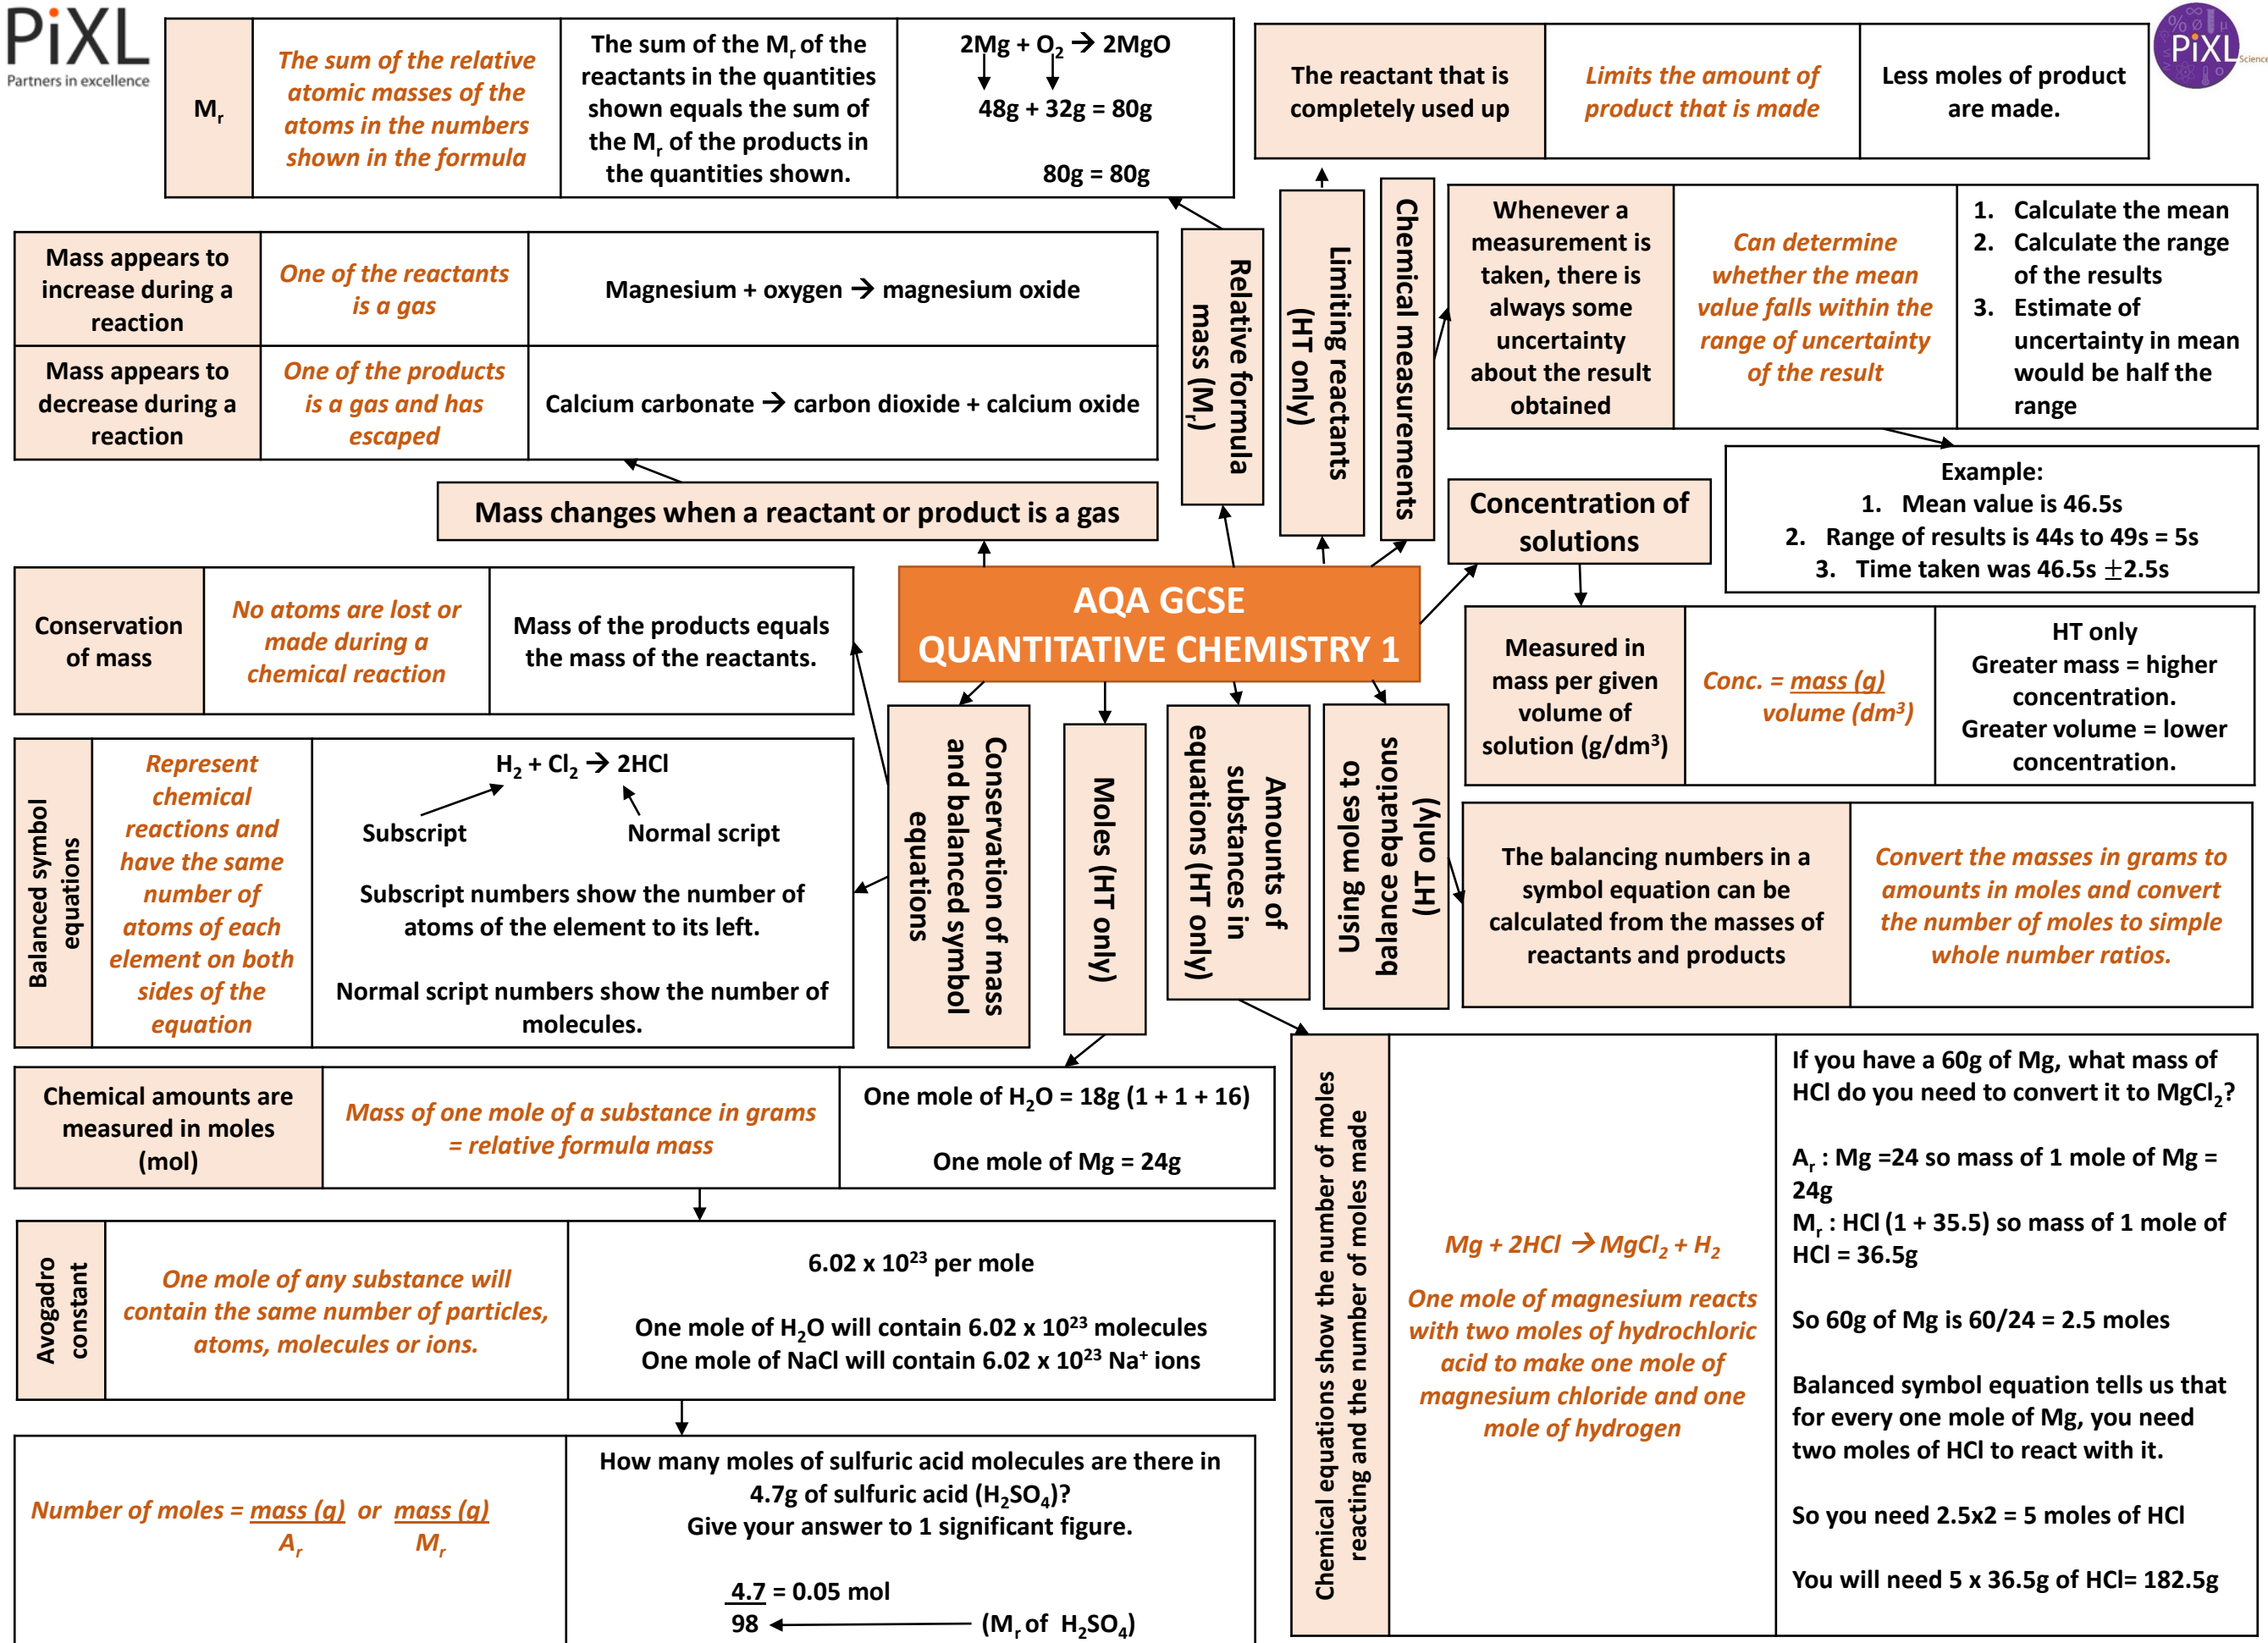 PiXL
Partners in excellence
M_r
The sum of the relative
atomic masses of the
atoms in the numbers
shown in the formula
The sum of the M_r of the
reactants in the quantities
shown equals the sum of
the M_r of the products in
the quantities shown.
2Mg + O₂ → 2MgO
48g + 32g = 80g
80g = 80g
The reactant that is
completely used up
Limits the amount of
product that is made
Less moles of product
are made.
PiXL Science
Mass appears to
increase during a
reaction
One of the reactants
is a gas
Magnesium + oxygen → magnesium oxide
Mass appears to
decrease during a
reaction
One of the products
is a gas and has
escaped
Calcium carbonate → carbon dioxide + calcium oxide
Mass changes when a reactant or product is a gas
Relative formula
mass (M_r)
Limiting reactants
(HT only)
Chemical measurements
Whenever a
measurement is
taken, there is
always some
uncertainty
about the result
obtained
Can determine
whether the mean
value falls within the
range of uncertainty
of the result
1. Calculate the mean
2. Calculate the range
of the results
3. Estimate of
uncertainty in mean
would be half the
range
Example:
1. Mean value is 46.5s
2. Range of results is 44s to 49s = 5s
3. Time taken was 46.5s ±2.5s
Concentration of
solutions
Measured in
mass per given
volume of
solution (g/dm³)
Conc. = mass (g)
volume (dm³)
HT only
Greater mass = higher
concentration.
Greater volume = lower
concentration.
AQA GCSE
QUANTITATIVE CHEMISTRY 1
Conservation
of mass
No atoms are lost or
made during a
chemical reaction
Mass of the products equals
the mass of the reactants.
Balanced symbol
equations
Represent
chemical
reactions and
have the same
number of
atoms of each
element on both
sides of the
equation
H₂ + Cl₂ → 2HCl
Subscript
Normal script
Subscript numbers show the number of
atoms of the element to its left.
Normal script numbers show the number of
molecules.
Conservation of mass
and balanced symbol
equations
Moles (HT only)
Amounts of
substances in
equations (HT only)
Using moles to
balance equations
(HT only)
The balancing numbers in a
symbol equation can be
calculated from the masses of
reactants and products
Convert the masses in grams to
amounts in moles and convert
the number of moles to simple
whole number ratios.
Chemical amounts are
measured in moles
(mol)
Mass of one mole of a substance in grams
= relative formula mass
One mole of H₂O = 18g (1 + 1 + 16)
One mole of Mg = 24g
Avogadro
constant
One mole of any substance will
contain the same number of particles,
atoms, molecules or ions.
6.02 x 10²³ per mole
One mole of H₂O will contain 6.02 x 10²³ molecules
One mole of NaCl will contain 6.02 x 10²³ Na⁺ ions
Number of moles = mass (g) or mass (g)
A_r M_r
How many moles of sulfuric acid molecules are there in
4.7g of sulfuric acid (H₂SO₄)?
Give your answer to 1 significant figure.
4.7 = 0.05 mol
98 (M_r of H₂SO₄)
Chemical equations show the number of moles
reacting and the number of moles made
Mg + 2HCl → MgCl₂ + H₂
One mole of magnesium reacts
with two moles of hydrochloric
acid to make one mole of
magnesium chloride and one
mole of hydrogen
If you have a 60g of Mg, what mass of
HCl do you need to convert it to MgCl₂?
A_r : Mg =24 so mass of 1 mole of Mg =
24g
M_r : HCl (1 + 35.5) so mass of 1 mole of
HCl = 36.5g
So 60g of Mg is 60/24 = 2.5 moles
Balanced symbol equation tells us that
for every one mole of Mg, you need
two moles of HCl to react with it.
So you need 2.5x2 = 5 moles of HCl
You will need 5 x 36.5g of HCl= 182.5g